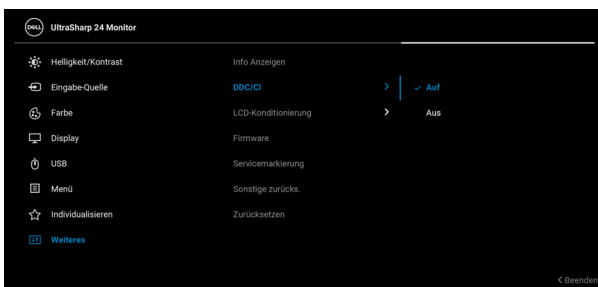 DELL UltraSharp 24 Monitor
Helligkeit/Kontrast
Eingabe-Quelle
Farbe
Display
USB
Menü
Individualisieren
Weiteres
Info Anzeigen
DDC/CI
LCD-Konditionierung
Firmware
Servicemarkierung
Sonstige zurücks.
Zurücksetzen
Auf
Aus
Beenden